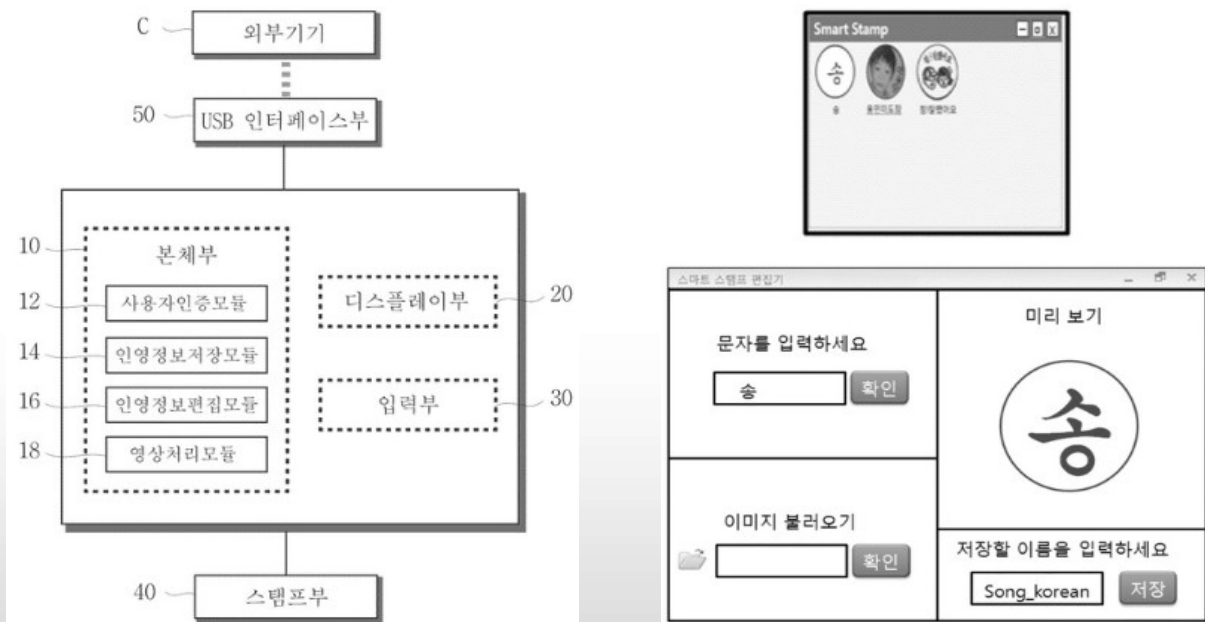 C
외부기기
50
USB 인터페이스부
10
본체부
12
사용자인증모듈
14
인영정보저장모듈
16
인영정보편집모듈
18
영상처리모듈
디스플레이부
20
입력부
30
40
스탬프부
Smart Stamp
송
송
스마트 스탬프 편집기
문자를 입력하세요
송
확인
이미지 불러오기
확인
미리 보기
송
저장할 이름을 입력하세요
Song_korean
저장